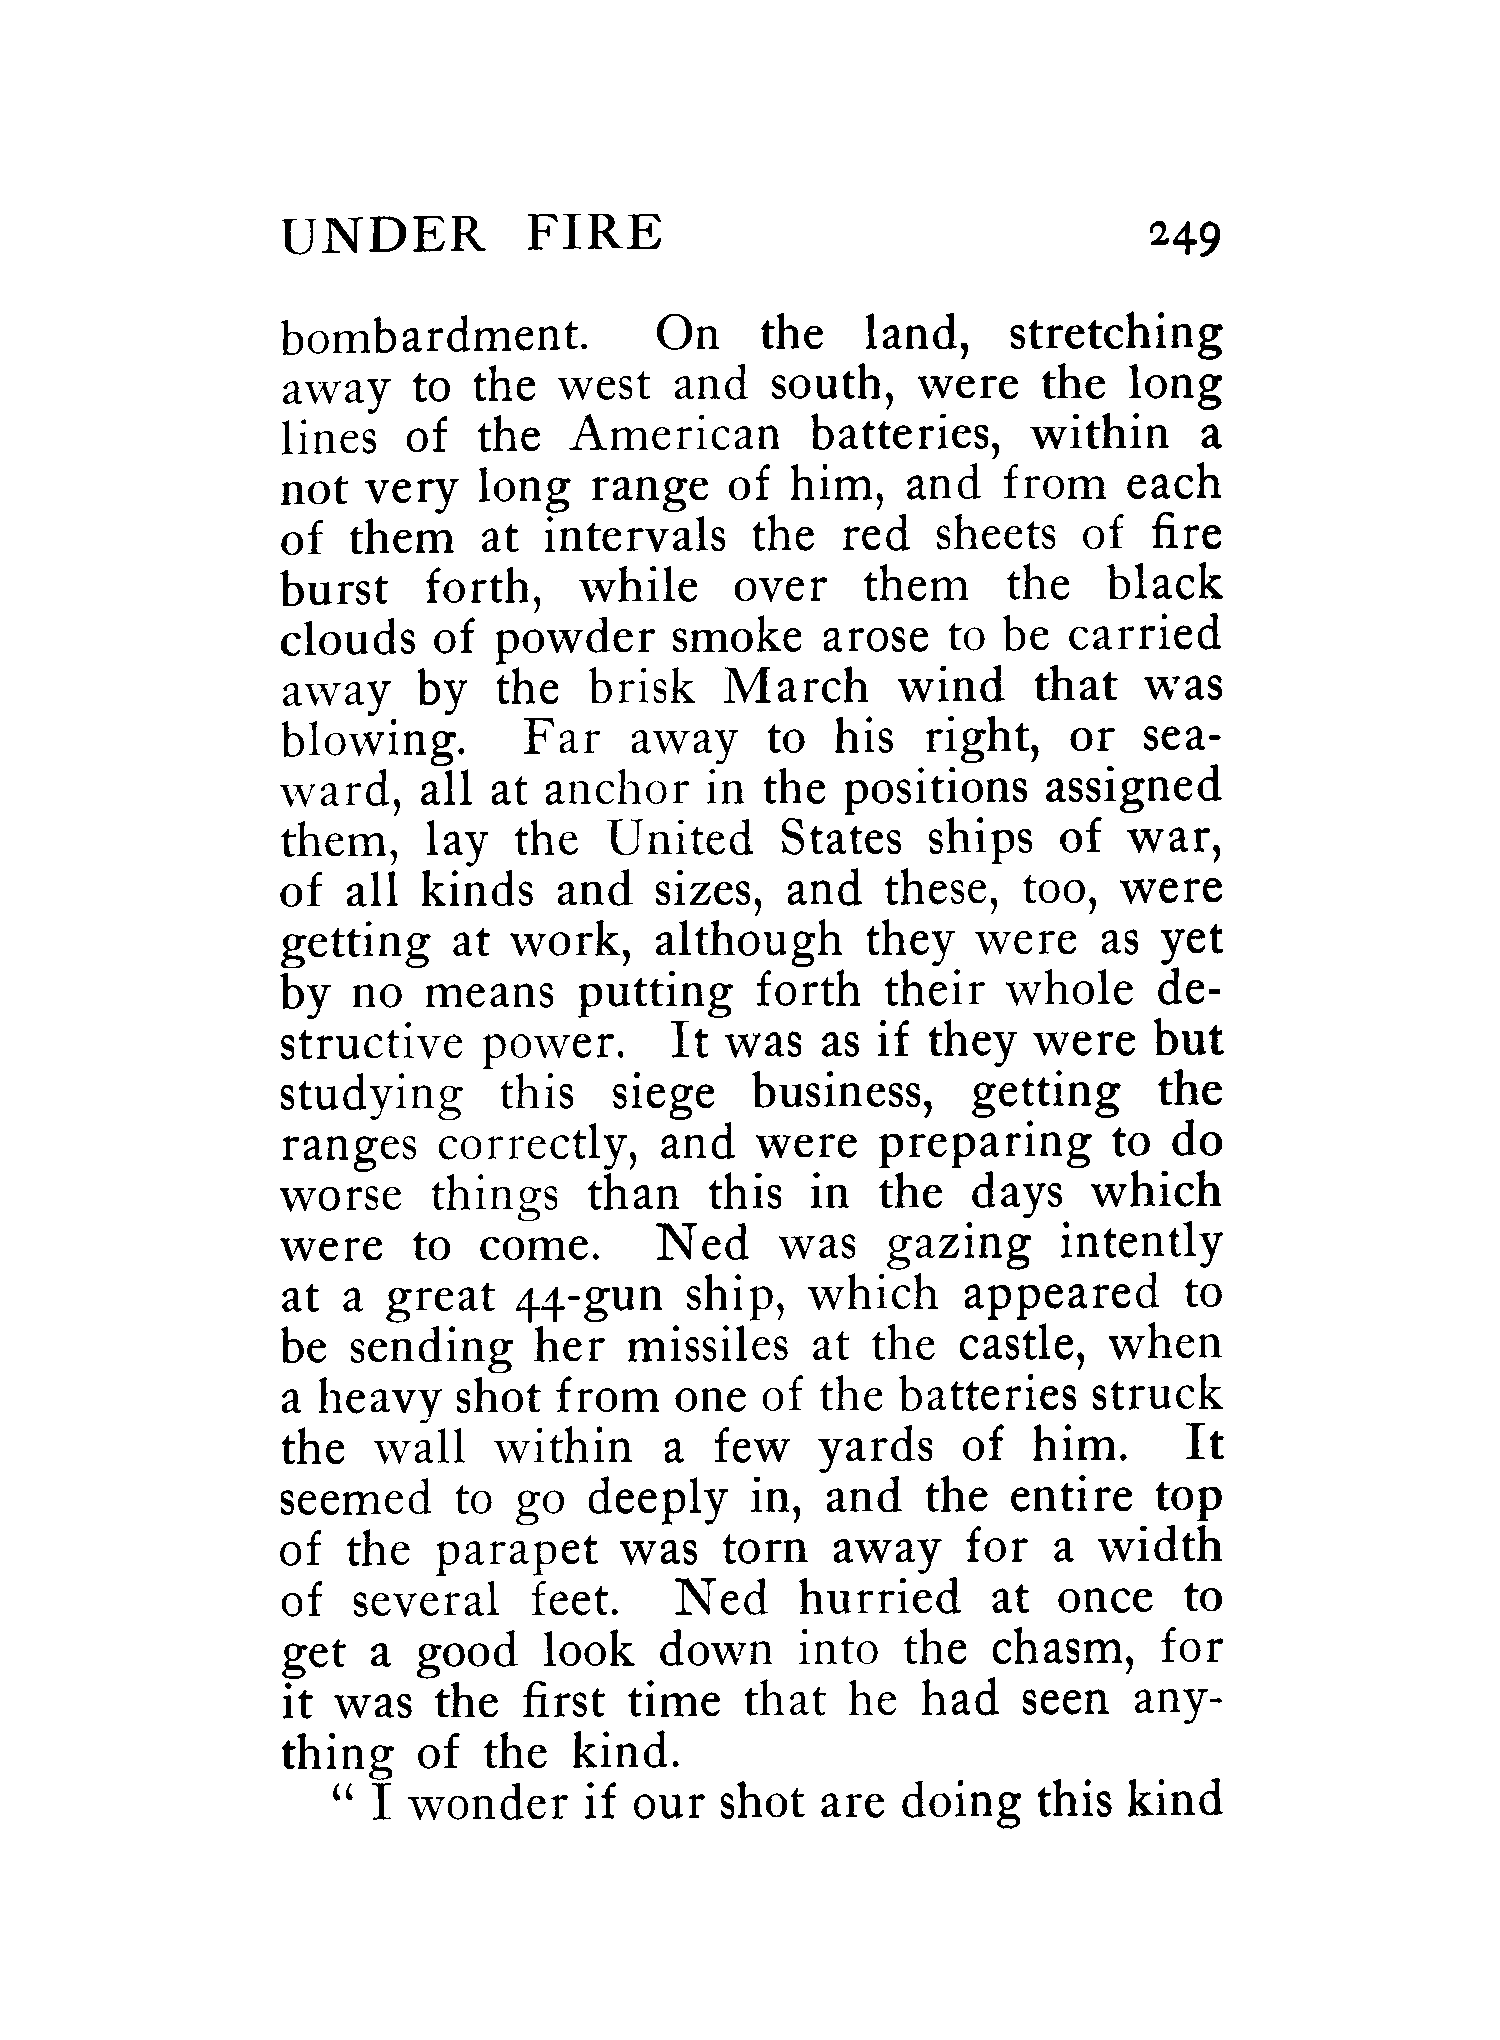 UNDER FIRE 249
bombardment. On the land, stretching
away to the west and south, were the long
lines of the American batteries, within a
not very long range of him, and from each
of them at intervals the red sheets of fire
burst forth, while over them the black
clouds of powder smoke arose to be carried
away by the brisk March wind that was
blowing. Far away to his right, or sea-
ward, all at anchor in the positions assigned
them, lay the United States ships of war,
of all kinds and sizes, and these, too, were
getting at work, although they were as yet
by no means putting forth their whole de-
structive power. It was as if they were but
studying this siege business, getting the
ranges correctly, and were preparing to do
worse things than this in the days which
were to come. Ned was gazing intently
at a great 44-gun ship, which appeared to
be sending her missiles at the castle, when
a heavy shot from one of the batteries struck
the wall within a few yards of him. It
seemed to go deeply in, and the entire top
of the parapet was torn away for a width
of several feet. Ned hurried at once to
get a good look down into the chasm, for
it was the first time that he had seen any-
thing of the kind.
“ I wonder if our shot are doing this kind